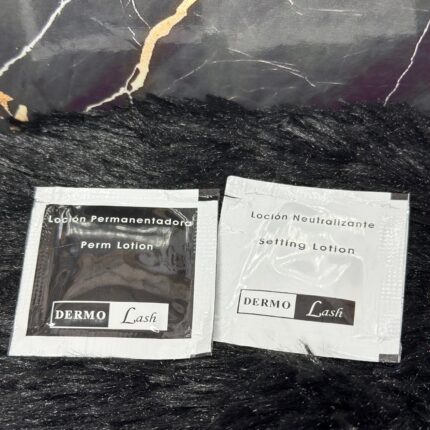 Loción Permanentadora
Perm Lotion
DERMO Lash
Loción Neutralizante
Setting Lotion
DERMO Lash